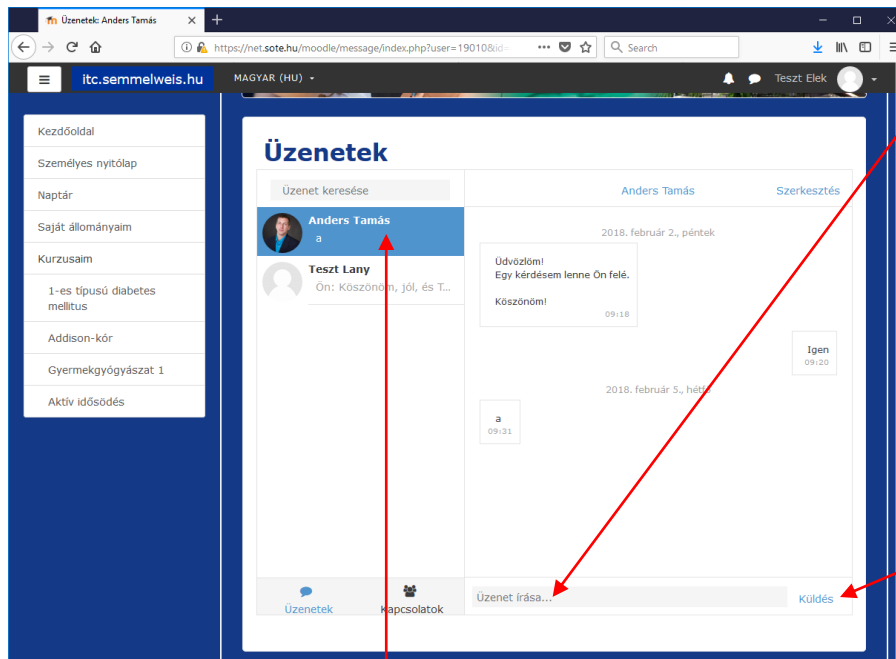 Üzenetek: Anders Tamás
https://net.sote.hu/moodle/message/index.php?user=19010&id=
Search
itc.semmelweis.hu
MAGYAR (HU)
Teszt Elek
Kezdőoldal
Személyes nyitólap
Naptár
Saját állományaim
Kurzusaim
1-es típusú diabetes
mellitus
Addison-kór
Gyermekgyógyászat 1
Aktív idősödés
Üzenetek
Üzenet keresése
Anders Tamás
a
Teszt Lany
Ön: Köszönöm, jól, és T...
Üzenetek
Kapcsolatok
Anders Tamás
Szerkesztés
2018. február 2., péntek
Üdvözlöm!
Egy kérdésem lenne Ön felé.
Köszönöm!
09:18
Igen
09:20
2018. február 5., hétfő
a
09:31
Üzenet írása...
Küldés